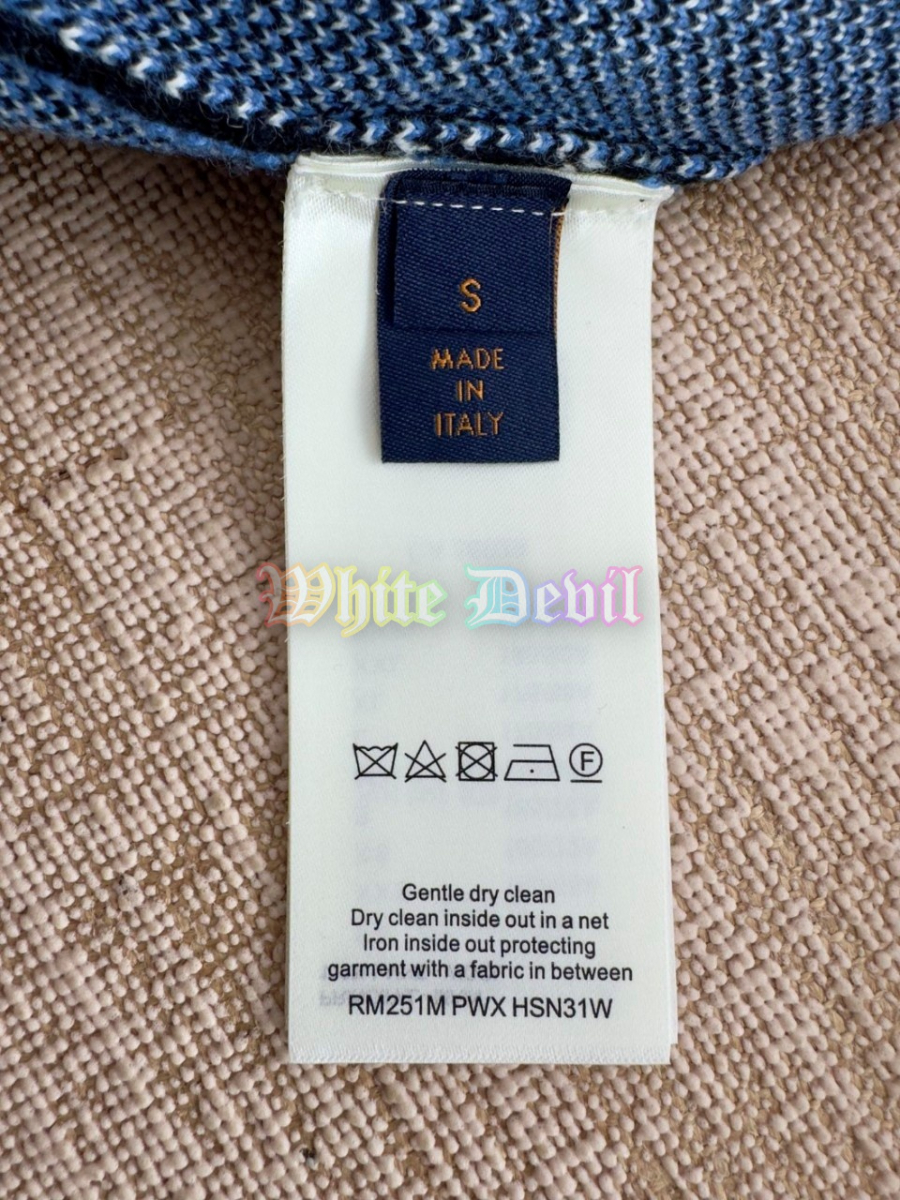 S
MADE
IN
ITALY
White Devil
F
Gentle dry clean
Dry clean inside out in a net
Iron inside out protecting
garment with a fabric in between
RM251M PWX HSN31W